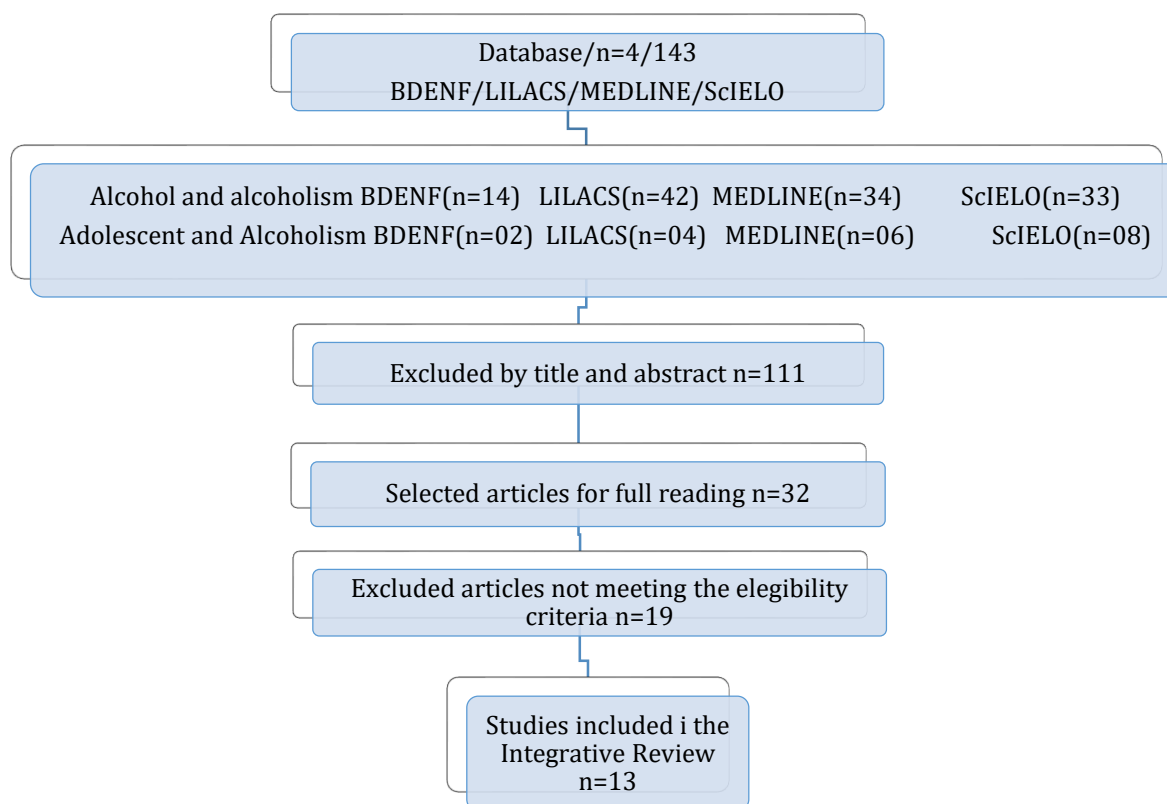 Database/n=4/143
BDENF/LILACS/MEDLINE/ScIELO
Alcohol and alcoholism BDENF(n=14) LILACS(n=42) MEDLINE(n=34) ScIELO(n=33)
Adolescent and Alcoholism BDENF(n=02) LILACS(n=04) MEDLINE(n=06) ScIELO(n=08)
Excluded by title and abstract n=111
Selected articles for full reading n=32
Excluded articles not meeting the elegibility
criteria n=19
Studies included i the
Integrative Review
n=13